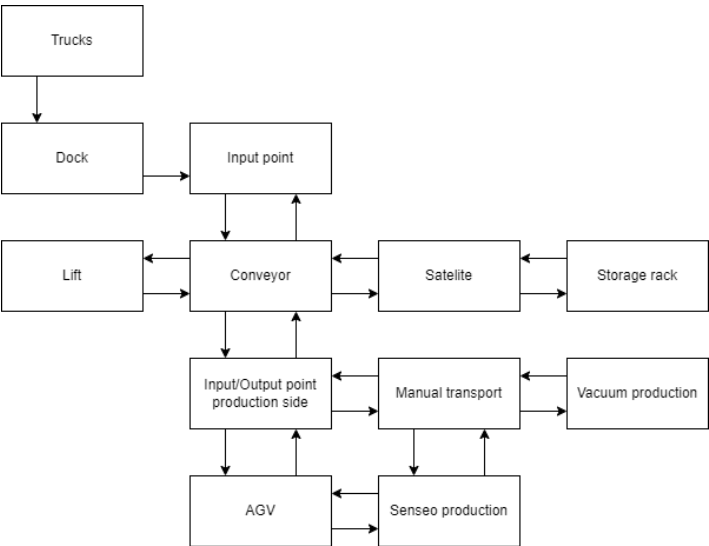 Trucks
Dock
Input point
Lift
Conveyor
Satelite
Storage rack
Input/Output point
production side
Manual transport
Vacuum production
AGV
Senseo production